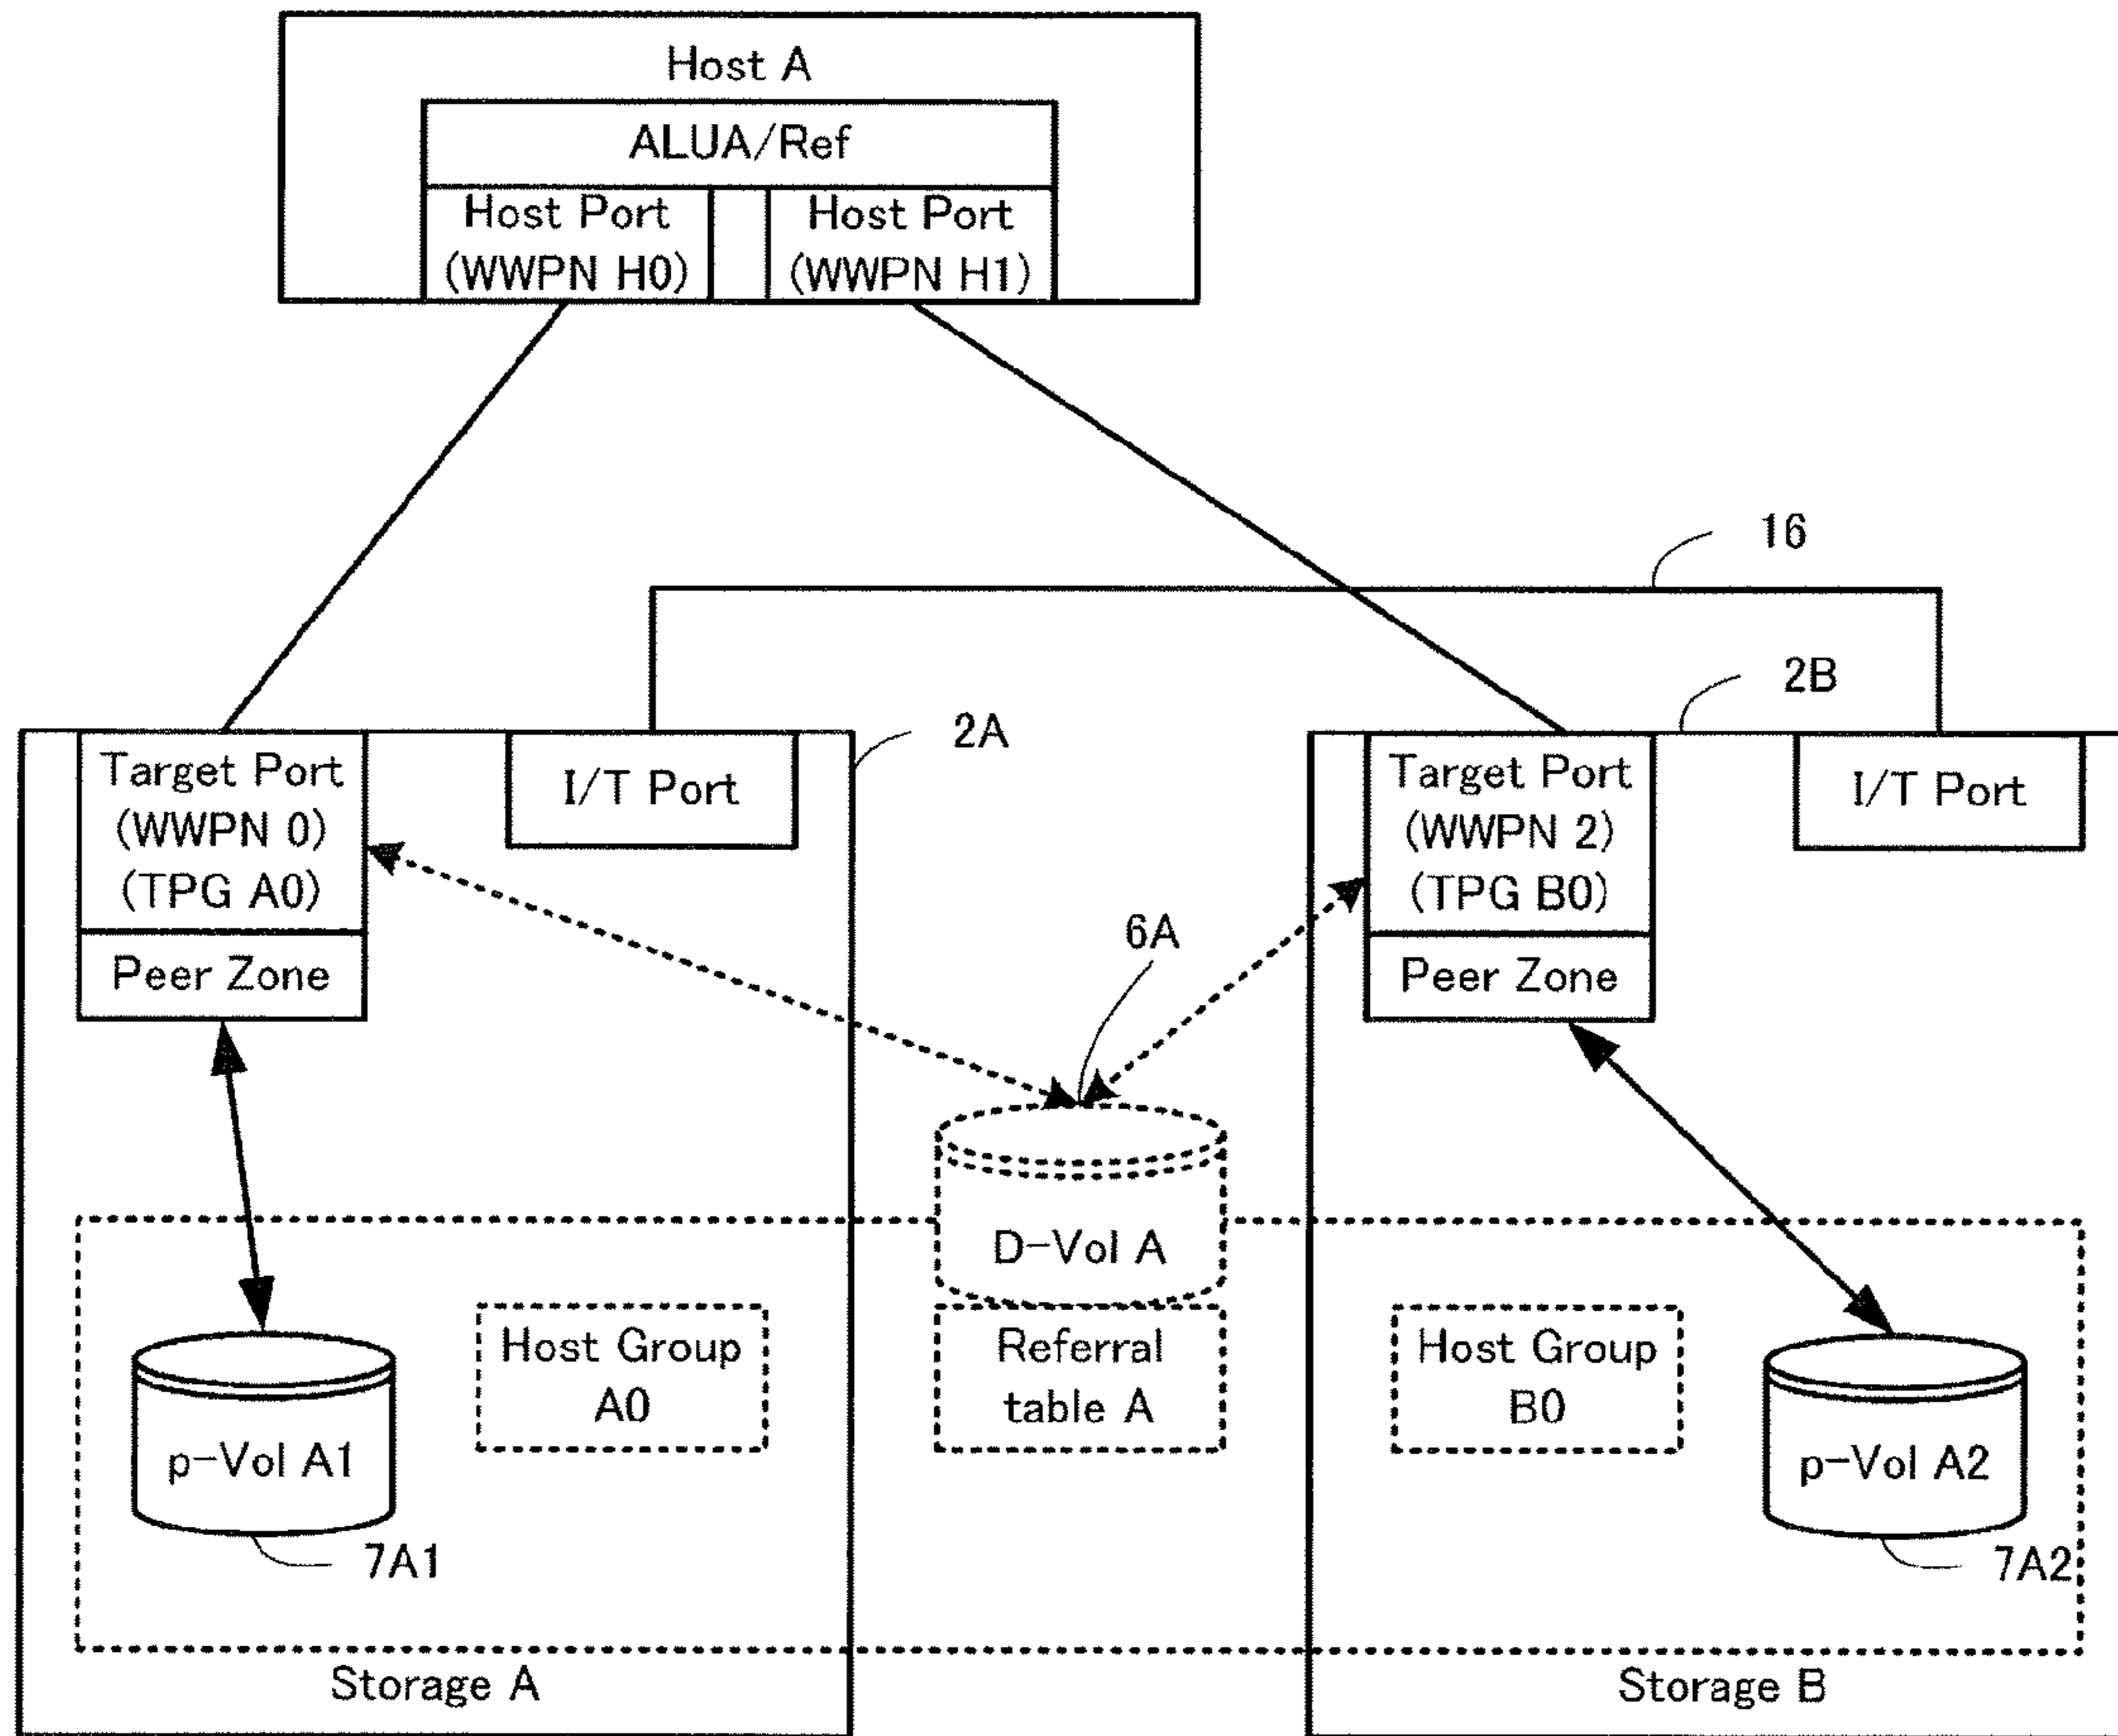 Host A
ALUA/Ref
Host Port
(WWPN H0)
Host Port
(WWPN H1)
16
2B
2A
Target Port
(WWPN 0)
(TPG A0)
Peer Zone
I/T Port
Target Port
(WWPN 2)
(TPG B0)
Peer Zone
I/T Port
6A
D-Vol A
Host Group
A0
Referral
table A
Host Group
B0
p-Vol A1
p-Vol A2
7A1
7A2
Storage A
Storage B